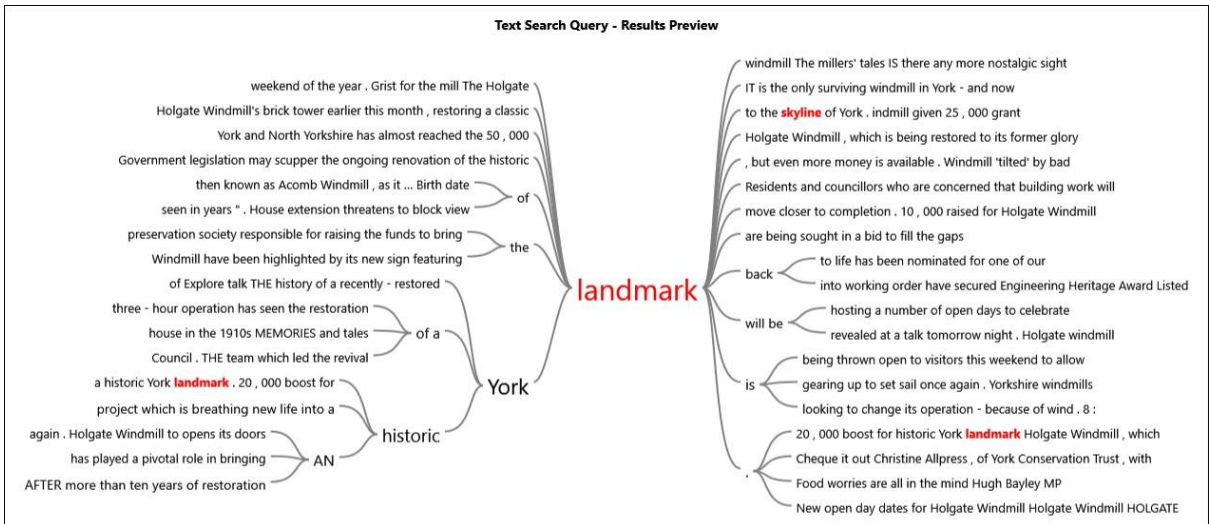 Text Search Query - Results Preview
weekend of the year . Grist for the mill The Holgate
Holgate Windmill's brick tower earlier this month , restoring a classic
York and North Yorkshire has almost reached the 50 , 000
Government legislation may scupper the ongoing renovation of the historic
then known as Acomb Windmill , as it ... Birth date
seen in years " . House extension threatens to block view
of
preservation society responsible for raising the funds to bring
Windmill have been highlighted by its new sign featuring
the
of Explore talk THE history of a recently - restored
three - hour operation has seen the restoration
house in the 1910s MEMORIES and tales
Council . THE team which led the revival
of a
a historic York landmark . 20 , 000 boost for
project which is breathing new life into a
again . Holgate Windmill to opens its doors
has played a pivotal role in bringing
AFTER more than ten years of restoration
AN
historic
York
landmark
windmill The millers' tales IS there any more nostalgic sight
IT is the only surviving windmill in York - and now
to the skyline of York . indmill given 25 , 000 grant
Holgate Windmill , which is being restored to its former glory
, but even more money is available . Windmill 'tilted' by bad
Residents and councillors who are concerned that building work will
move closer to completion . 10 , 000 raised for Holgate Windmill
are being sought in a bid to fill the gaps
back
to life has been nominated for one of our
into working order have secured Engineering Heritage Award Listed
will be
hosting a number of open days to celebrate
revealed at a talk tomorrow night . Holgate windmill
is
being thrown open to visitors this weekend to allow
gearing up to set sail once again . Yorkshire windmills
looking to change its operation - because of wind . 8 :
.
20 , 000 boost for historic York landmark Holgate Windmill , which
Cheque it out Christine Allpress , of York Conservation Trust , with
Food worries are all in the mind Hugh Bayley MP
New open day dates for Holgate Windmill Holgate Windmill HOLGATE